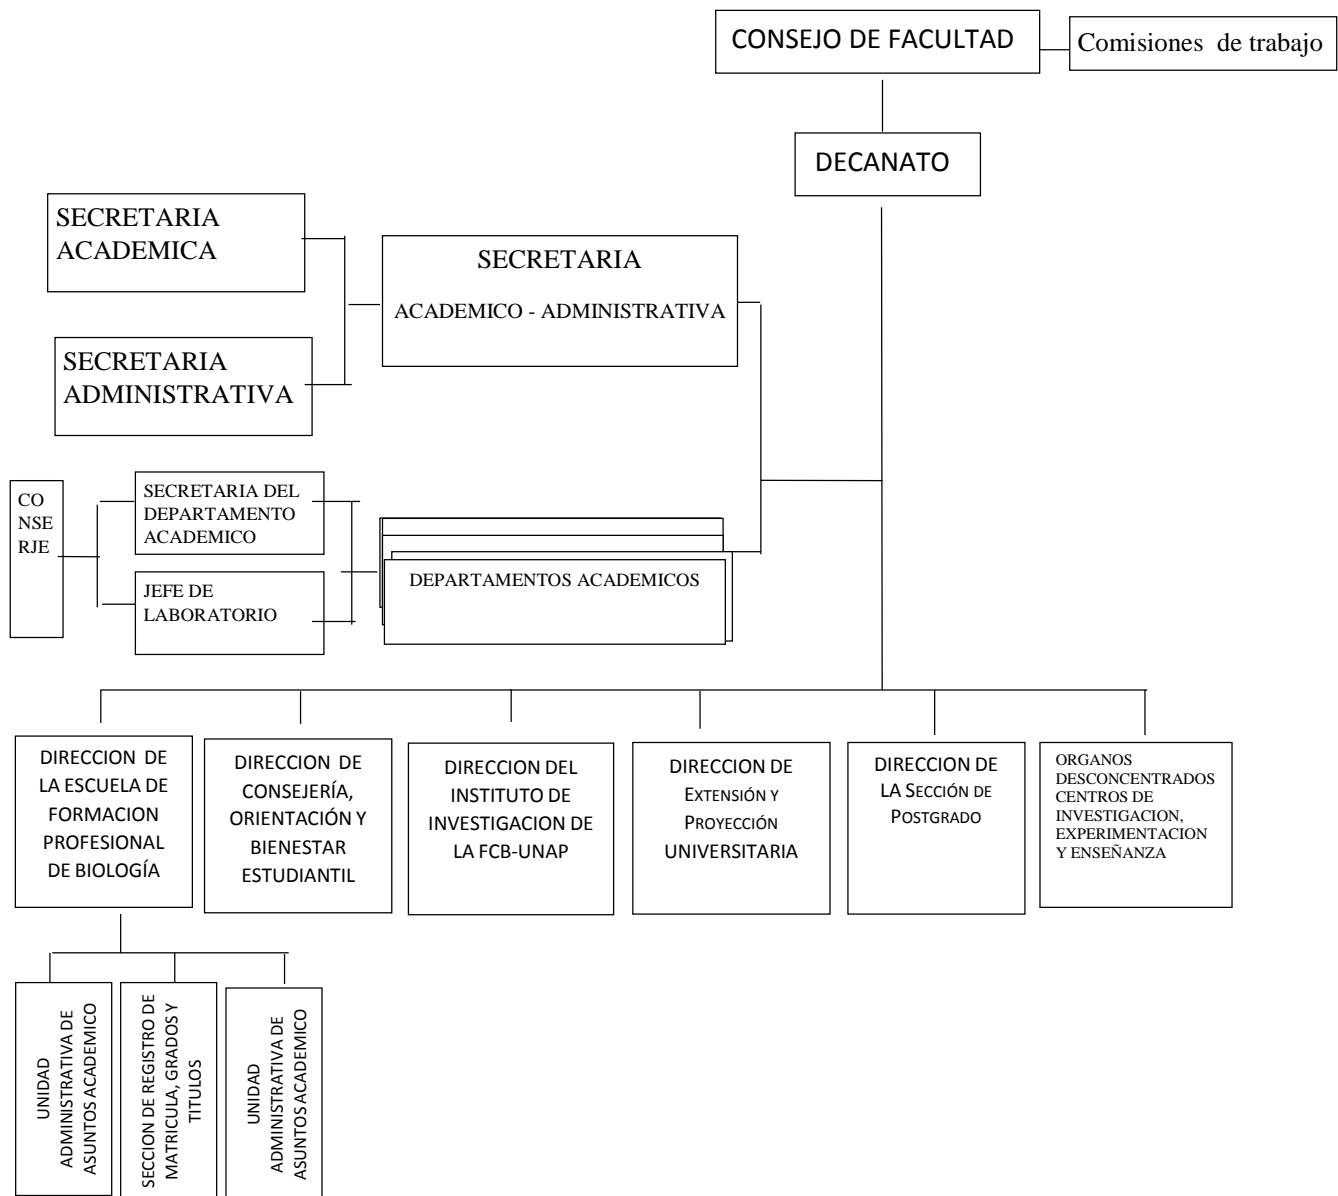 CONSEJO DE FACULTAD
Comisiones de trabajo
DECANATO
SECRETARIA
ACADEMICA
SECRETARIA
ACADEMICO - ADMINISTRATIVA
SECRETARIA
ADMINISTRATIVA
CO
NSE
RJE
SECRETARIA DEL
DEPARTAMENTO
ACADEMICO
JEFE DE
LABORATORIO
DEPARTAMENTOS ACADEMICOS
DIRECCION DE
LA ESCUELA DE
FORMACION
PROFESIONAL
DE BIOLOGÍA
DIRECCION DE
CONSEJERÍA,
ORIENTACIÓN Y
BIENESTAR
ESTUDIANTIL
DIRECCION DEL
INSTITUTO DE
INVESTIGACION DE
LA FCB-UNAP
DIRECCION DE
EXTENSIÓN Y
PROYECCIÓN
UNIVERSITARIA
DIRECCION DE
LA SECCIÓN DE
POSTGRADO
ORGANOS
DESCONCENTRADOS
CENTROS DE
INVESTIGACION,
EXPERIMENTACION
Y ENSEÑANZA
UNIDAD
ADMINISTRATIVA DE
ASUNTOS ACADEMICO
SECCION DE REGISTRO DE
MATRICULA, GRADOS Y
TITULOS
UNIDAD
ADMINISTRATIVA DE
ASUNTOS ACADEMICO